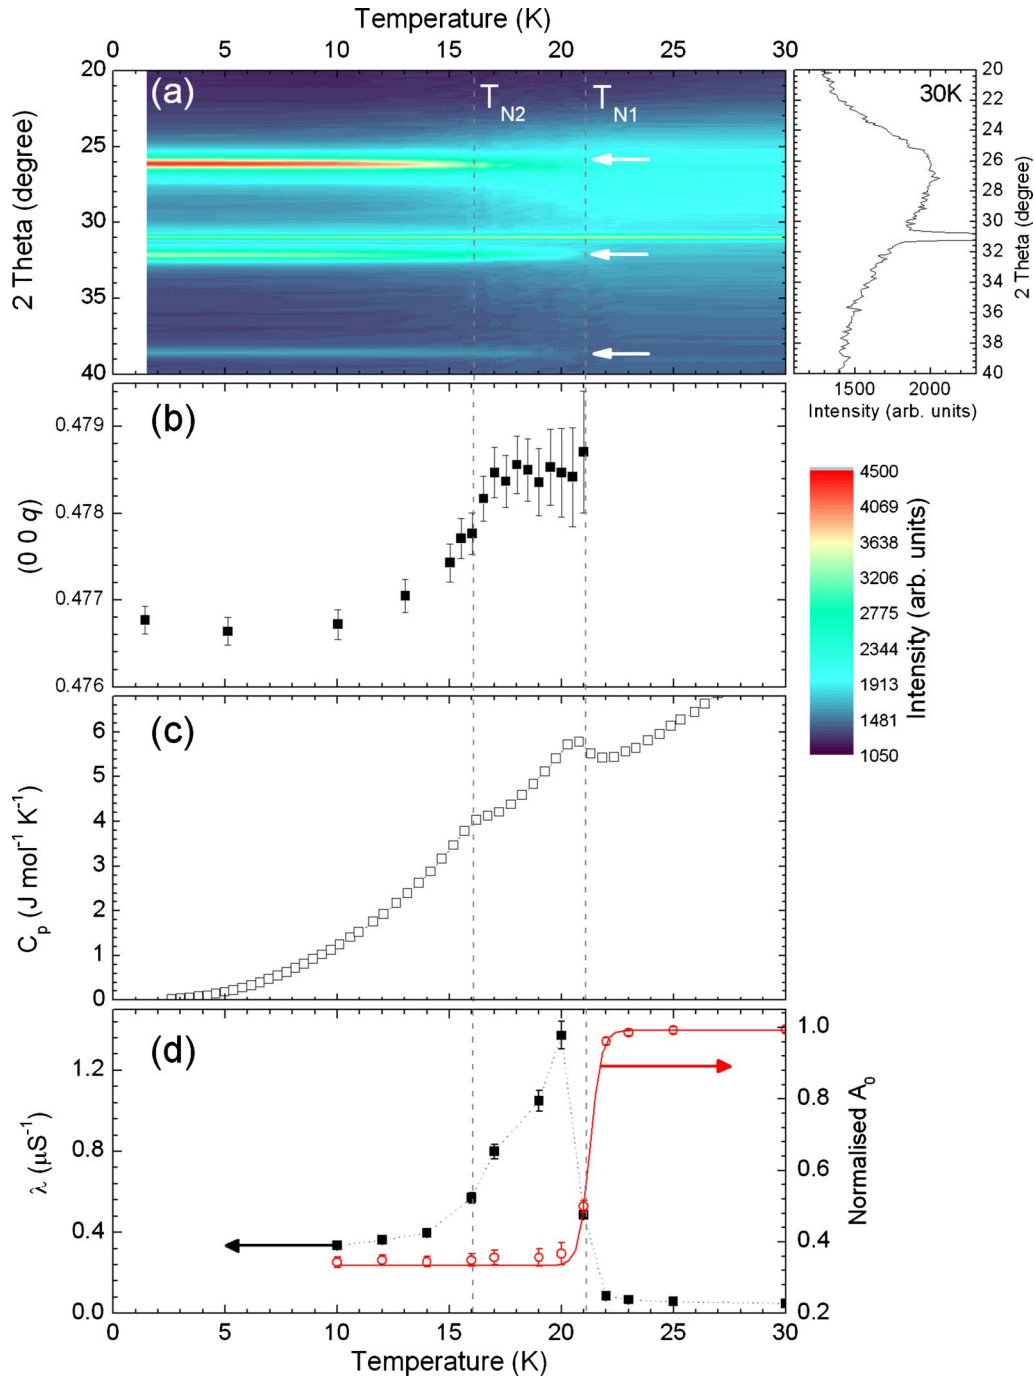 Temperature (K)
0 5 10 15 20 25 30
(a)
T_N2
T_N1
2 Theta (degree)
20
25
30
35
40
30K
20
22
24
26
28
30
32
34
36
38
40
2 Theta (degree)
1500 2000
Intensity (arb. units)
(b)
(0 0 q)
0.479
0.478
0.477
0.476
4500
4069
3638
3206
2775
2344
1913
1481
1050
Intensity (arb. units)
(c)
C_p (J mol⁻¹ K⁻¹)
6
5
4
3
2
1
0
(d)
λ (μS⁻¹)
1.2
0.8
0.4
0.0
1.0
0.8
0.6
0.4
0.2
Normalised A_0
0 5 10 15 20 25 30
Temperature (K)